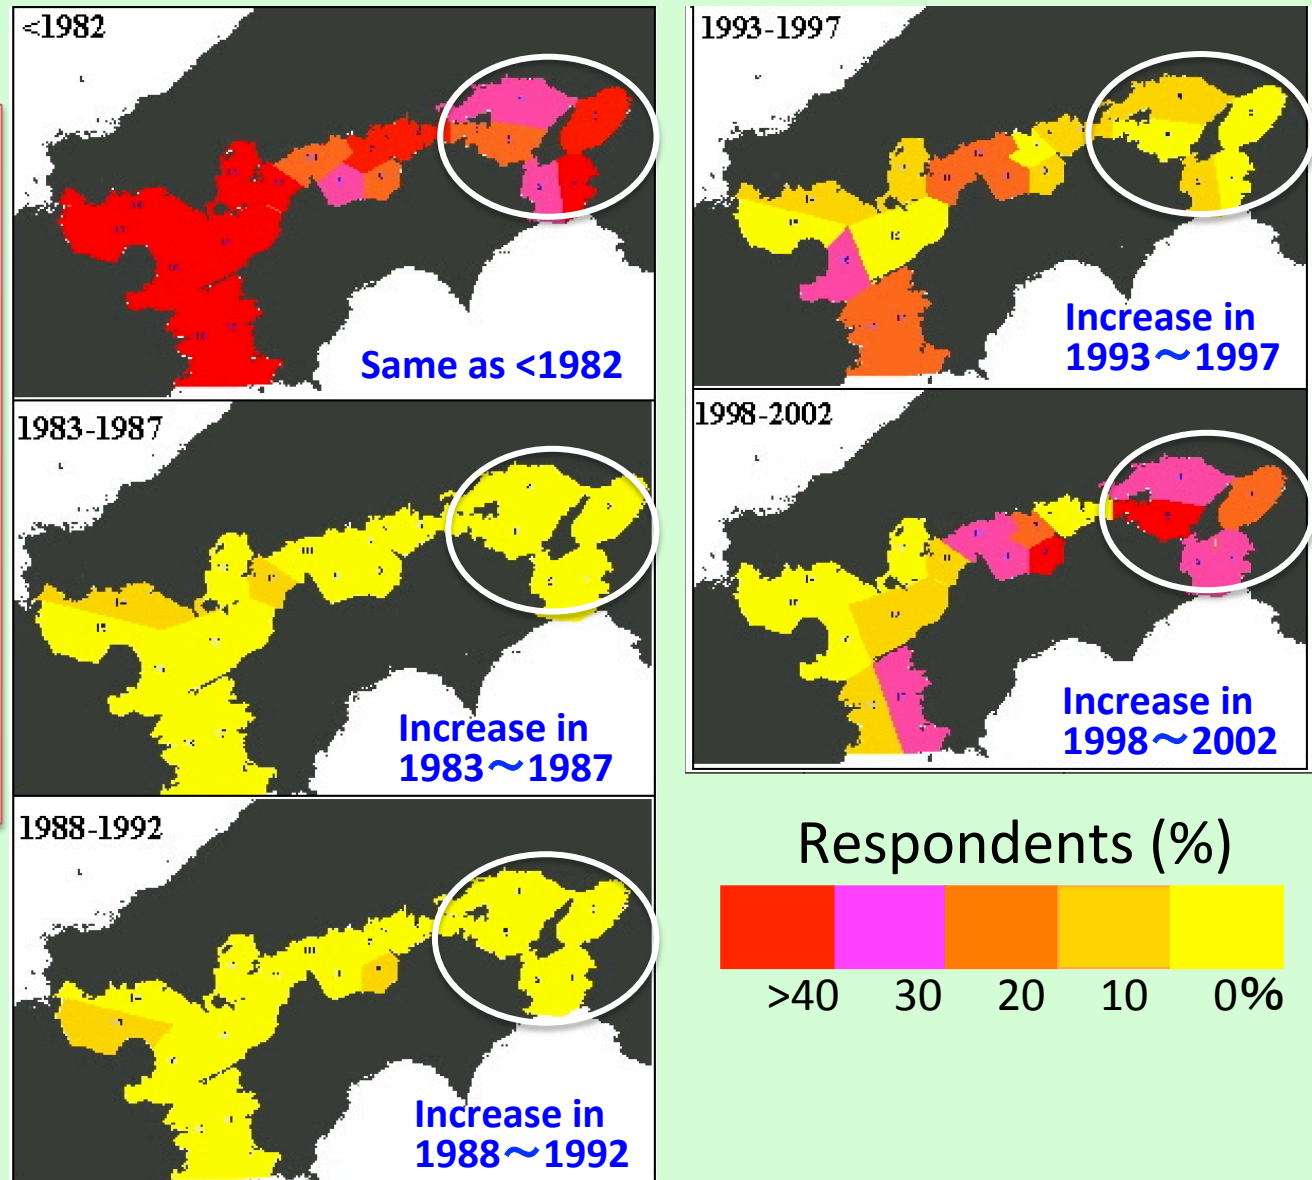 <1982
Same as <1982
1983-1987
Increase in
1983～1987
1988-1992
Increase in
1988～1992
1993-1997
Increase in
1993～1997
1998-2002
Increase in
1998～2002
Respondents (%)
>40 30 20 10 0%